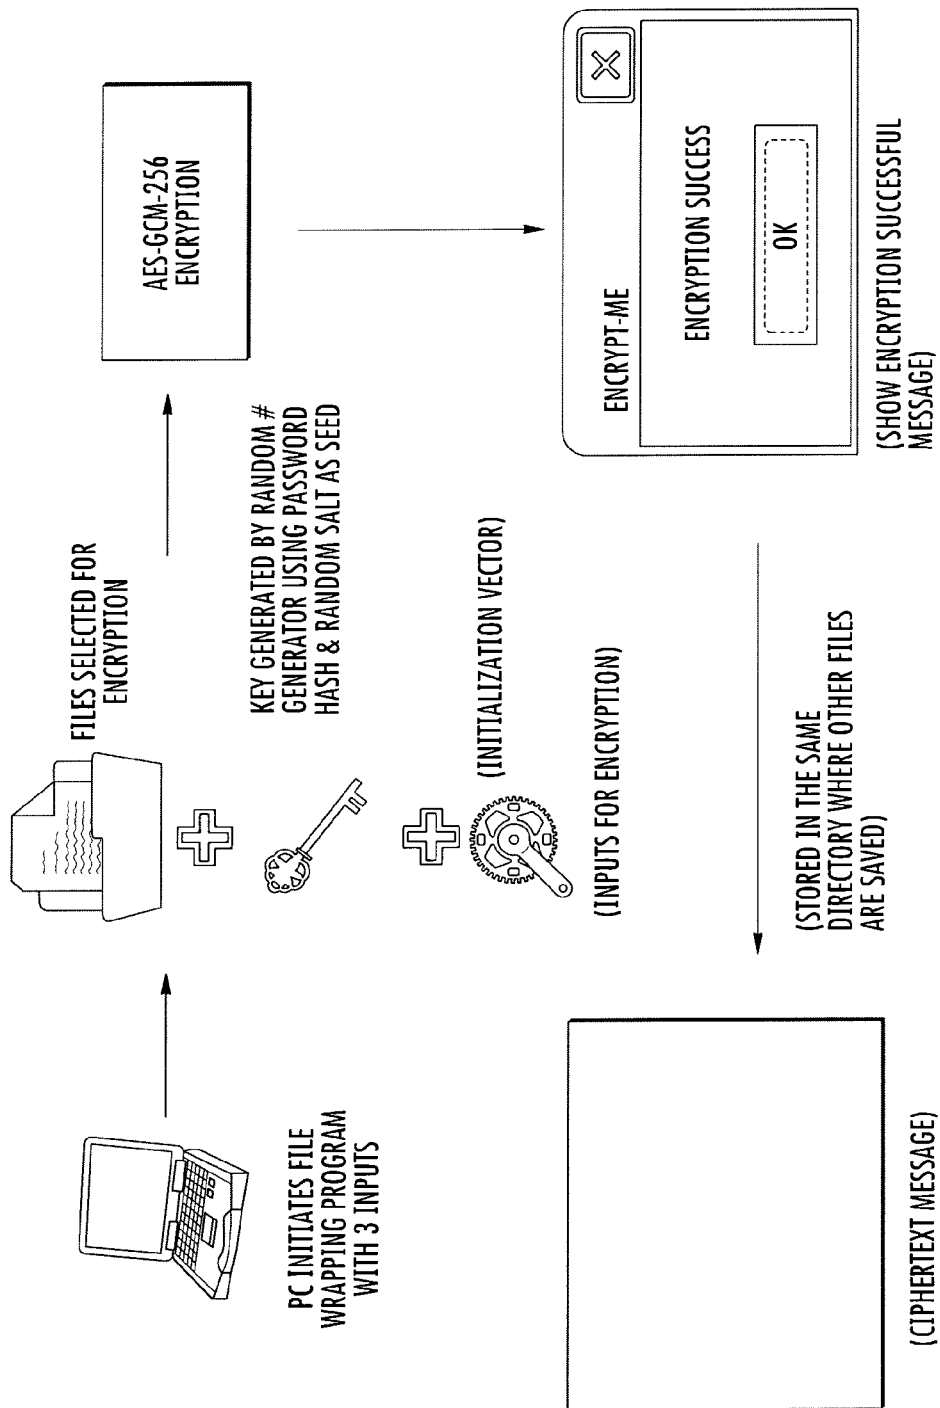 PC INITIATES FILE
WRAPPING PROGRAM
WITH 3 INPUTS
FILES SELECTED FOR
ENCRYPTION
KEY GENERATED BY RANDOM #
GENERATOR USING PASSWORD
HASH & RANDOM SALT AS SEED
(INITIALIZATION VECTOR)
(INPUTS FOR ENCRYPTION)
AES-GCM-256
ENCRYPTION
ENCRYPT-ME
ENCRYPTION SUCCESS
OK
(SHOW ENCRYPTION SUCCESSFUL
MESSAGE)
(STORED IN THE SAME
DIRECTORY WHERE OTHER FILES
ARE SAVED)
(CIPHERTEXT MESSAGE)